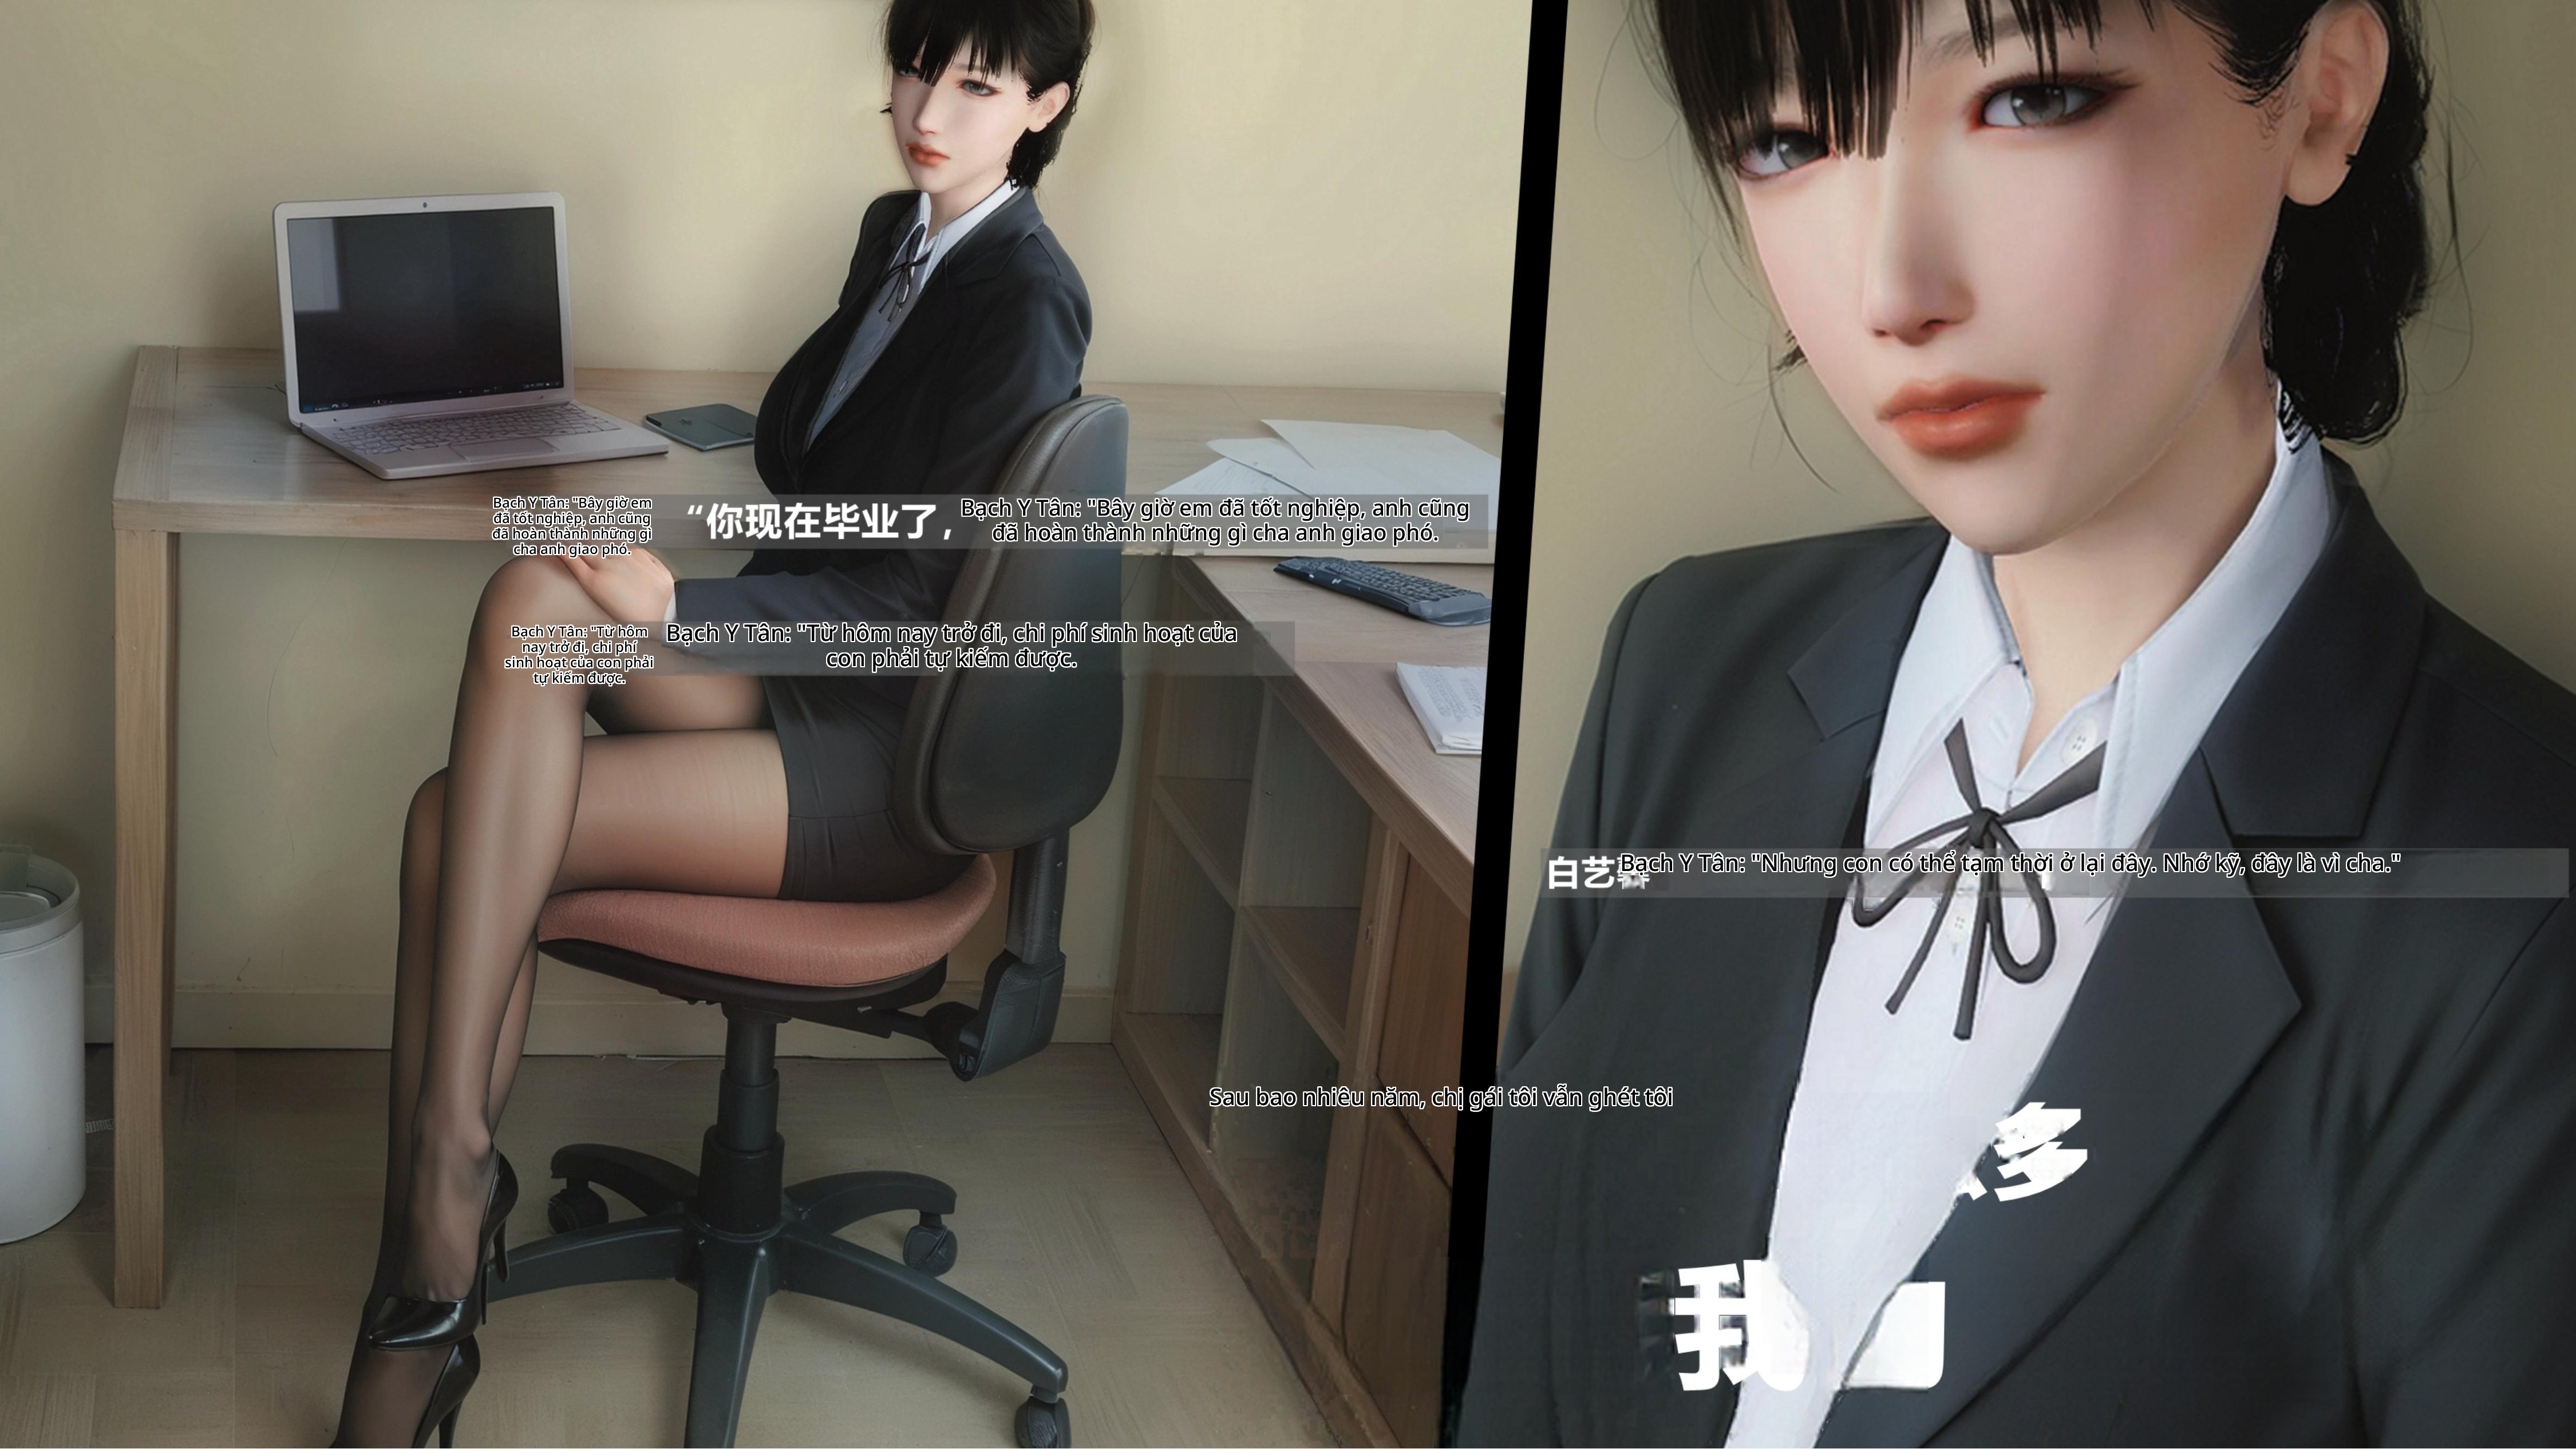 Bạch Y Tân: "Bây giờ em
đã tốt nghiệp, anh cũng
đã hoàn thành những gì
cha anh giao phó.
“你现在毕业了，
Bạch Y Tân: "Bây giờ em đã tốt nghiệp, anh cũng
đã hoàn thành những gì cha anh giao phó.
Bạch Y Tân: "Từ hôm
nay trở đi, chi phí
sinh hoạt của con phải
tự kiếm được.
Bạch Y Tân: "Từ hôm nay trở đi, chi phí sinh hoạt của
con phải tự kiếm được.
白艺
Bạch Y Tân: "Nhưng con có thể tạm thời ở lại đây. Nhớ kỹ, đây là vì cha."
Sau bao nhiêu năm, chị gái tôi vẫn ghét tôi
多
我